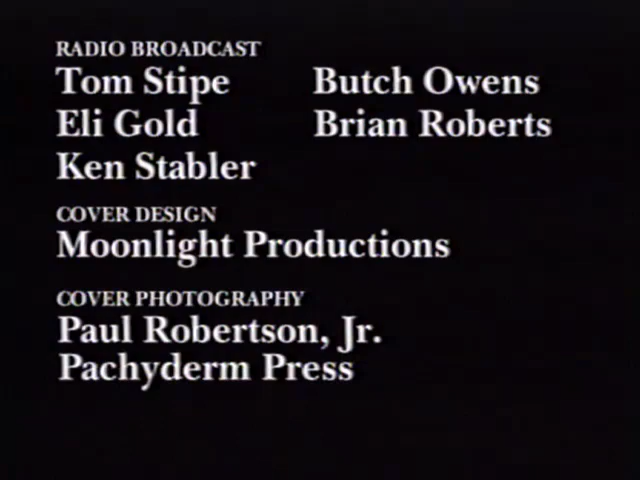 RADIO BROADCAST
Tom Stipe Butch Owens
Eli Gold Brian Roberts
Ken Stabler
COVER DESIGN
Moonlight Productions
COVER PHOTOGRAPHY
Paul Robertson, Jr.
Pachyderm Press